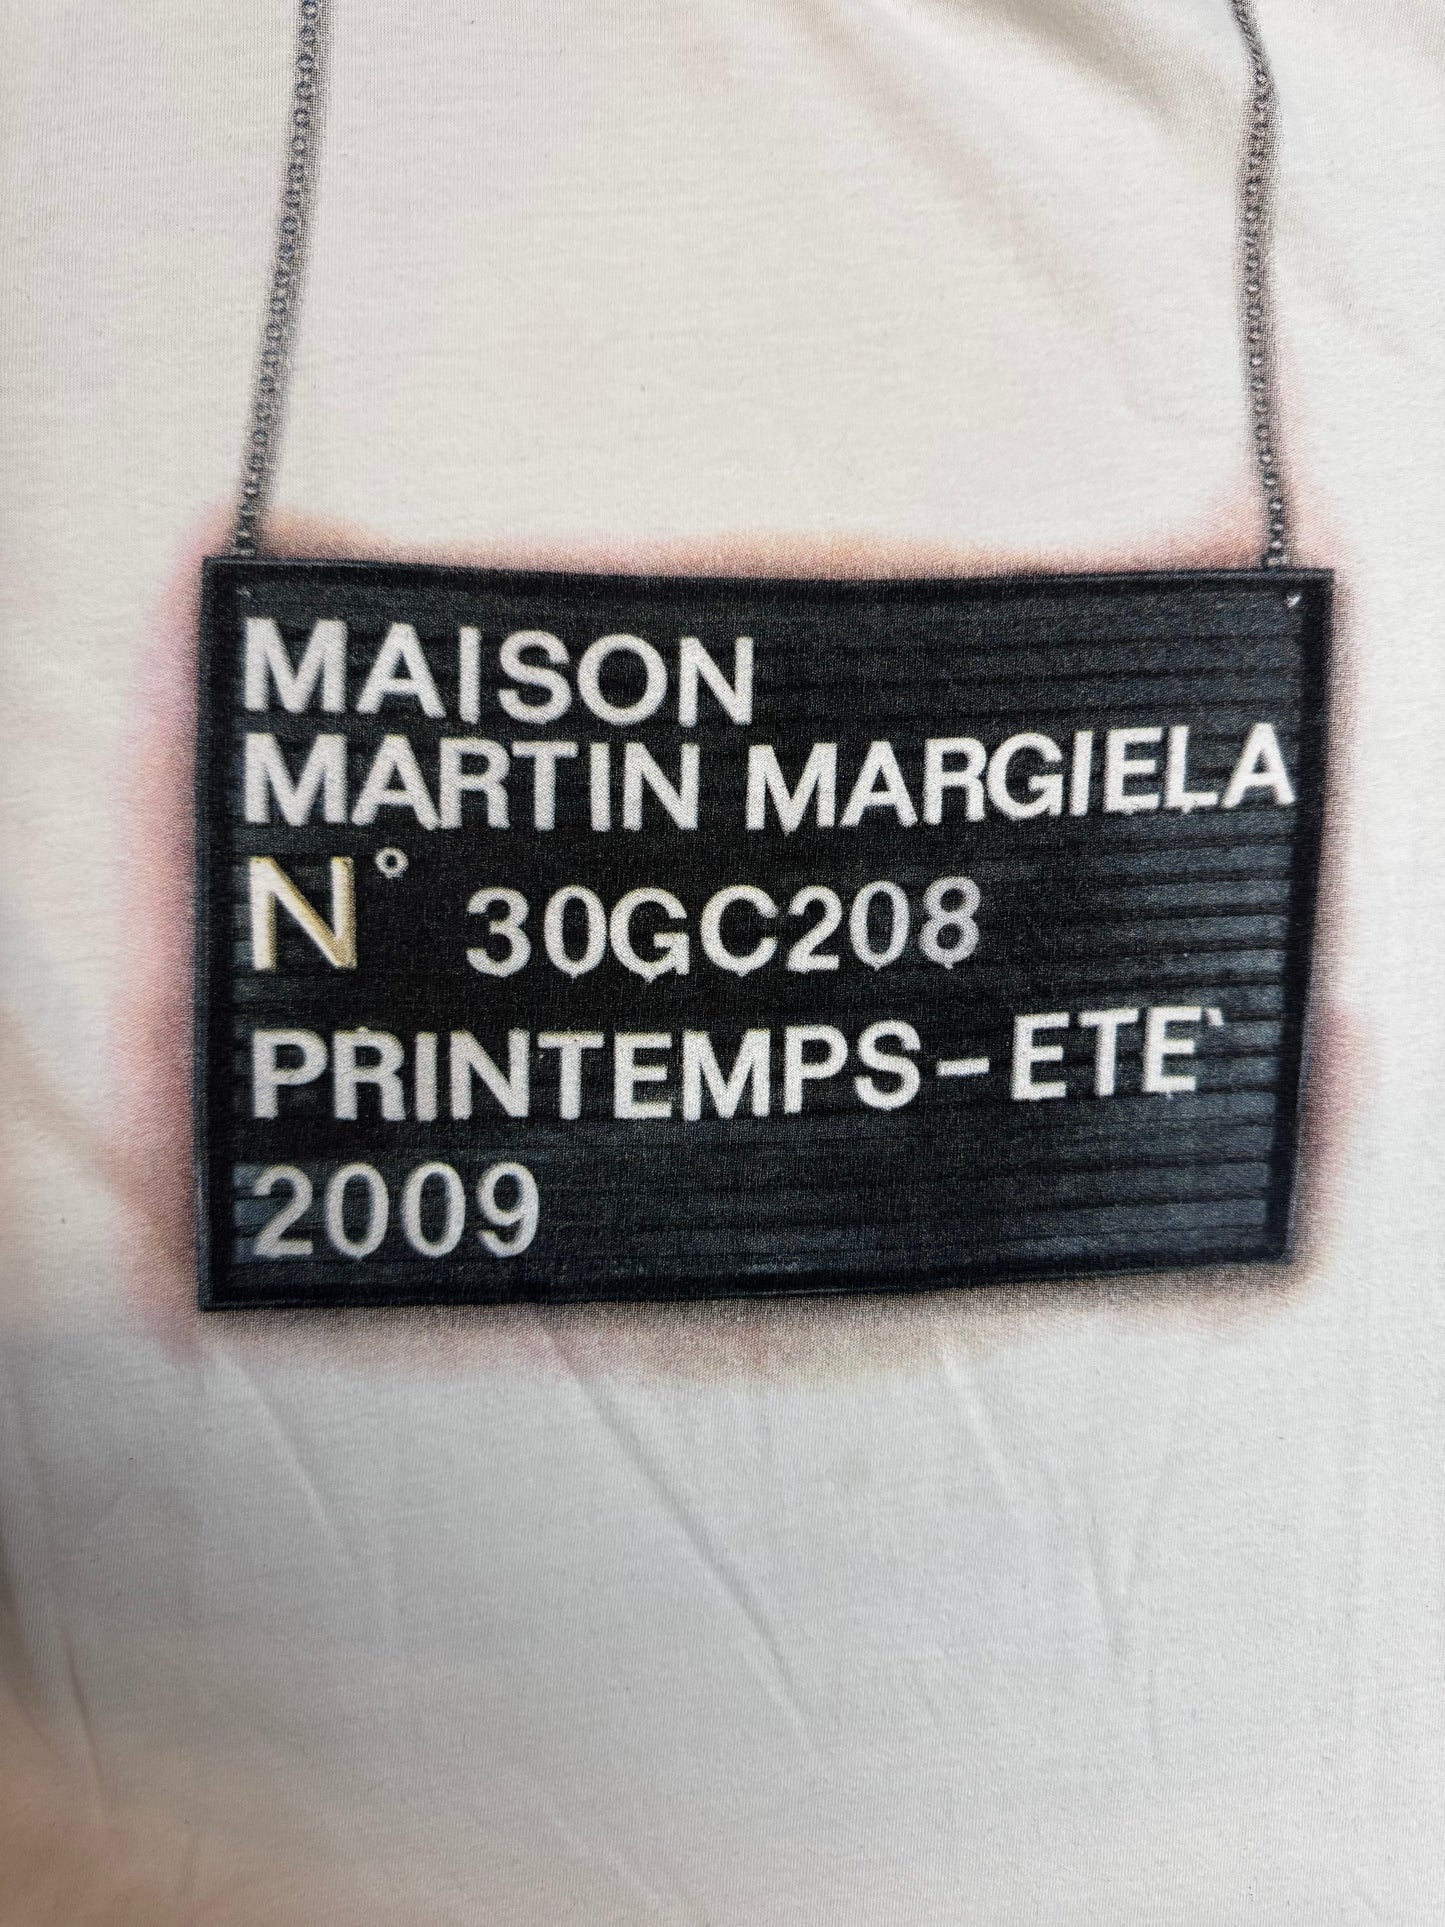 MAISON
MARTIN MARGIELA
N° 30GC208
PRINTEMPS-ETE`
2009